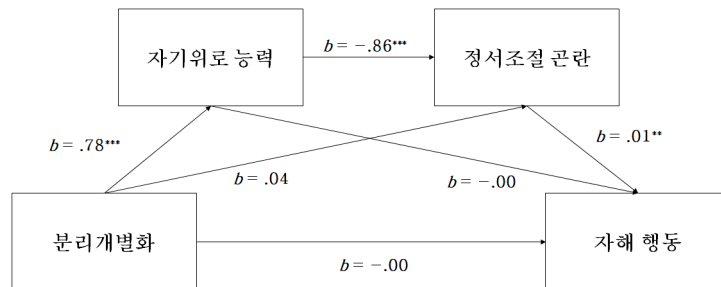 b = -.86***
자기위로 능력
정서조절 곤란
b = .78***
b = .01**
b = .04
b = -.00
분리개별화
자해 행동
b = -.00